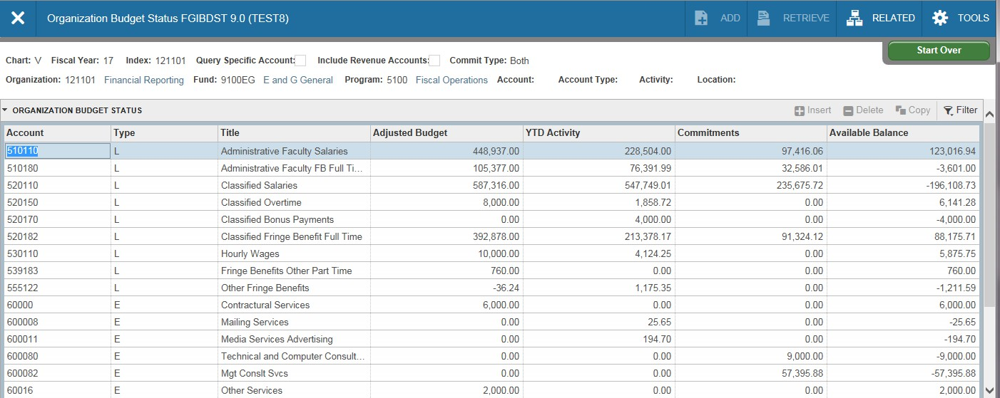 Organization Budget Status FGIBDST 9.0 (TEST8) ADD RETRIEVE RELATED TOOLS
Start Over
Chart: V Fiscal Year: 17 Index: 121101 Query Specific Account: Include Revenue Accounts: Commit Type: Both
Organization: 121101 Financial Reporting Fund: 9100EG E and G General Program: 5100 Fiscal Operations Account: Account Type: Activity: Location:
ORGANIZATION BUDGET STATUS Insert Delete Copy Filter
Account Type Title Adjusted Budget YTD Activity Commitments Available Balance
510110 L Administrative Faculty Salaries 448,937.00 228,504.00 97,416.06 123,016.94
510180 L Administrative Faculty FB Full Ti... 105,377.00 76,391.99 32,586.01 -3,601.00
520110 L Classified Salaries 587,316.00 547,749.01 235,675.72 -196,108.73
520150 L Classified Overtime 8,000.00 1,858.72 0.00 6,141.28
520170 L Classified Bonus Payments 0.00 4,000.00 0.00 -4,000.00
520182 L Classified Fringe Benefit Full Time 392,878.00 213,378.17 91,324.12 88,175.71
530110 L Hourly Wages 10,000.00 4,124.25 0.00 5,875.75
539183 L Fringe Benefits Other Part Time 760.00 0.00 0.00 760.00
555122 L Other Fringe Benefits -36.24 1,175.35 0.00 -1,211.59
60000 E Contractural Services 6,000.00 0.00 0.00 6,000.00
600008 E Mailing Services 0.00 25.65 0.00 -25.65
600011 E Media Services Advertising 0.00 194.70 0.00 -194.70
600080 E Technical and Computer Consult... 0.00 0.00 9,000.00 -9,000.00
600082 E Mgt Conslt Svcs 0.00 0.00 57,395.88 -57,395.88
60016 E Other Services 2,000.00 0.00 0.00 2,000.00